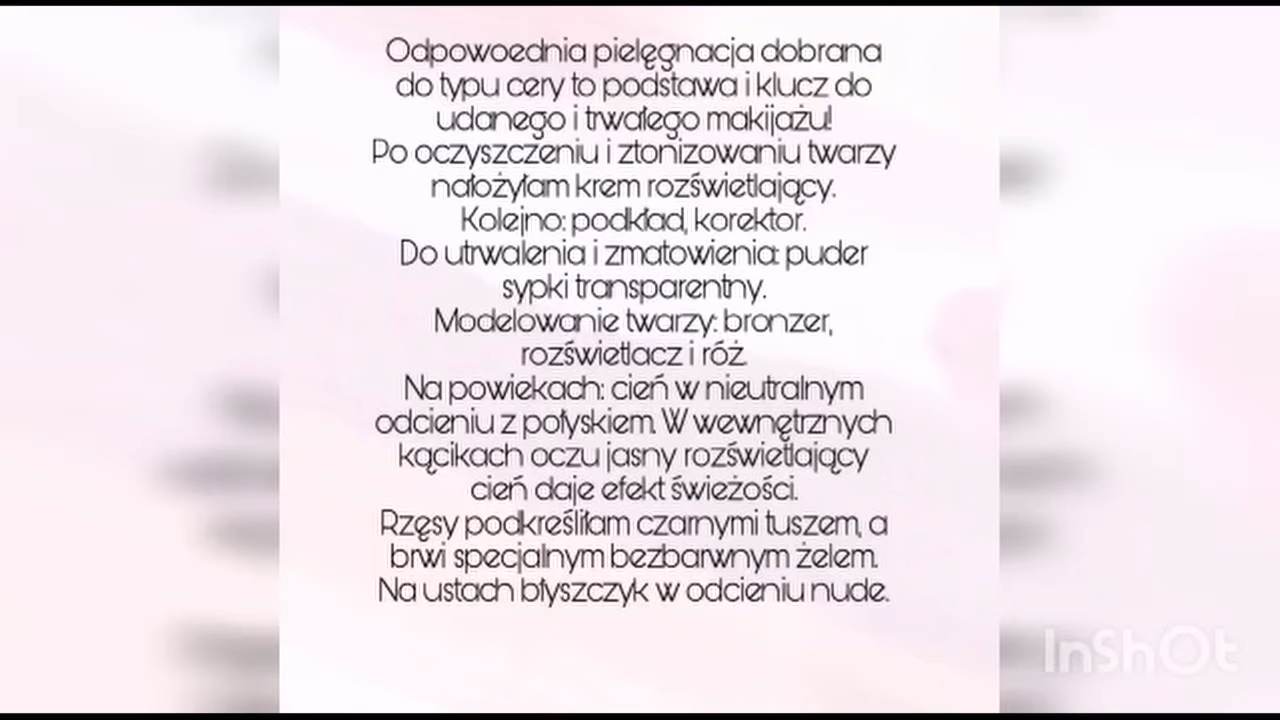 Odpowoednia pielęgnacja dobrana
do typu cery to podstawa i klucz do
udanego i trwałego makijażu!
Po oczyszczeniu i ztonizowaniu twarzy
nałożyłam krem rozświetlający.
Kolejno: podkład, korektor.
Do utrwalenia i zmatowienia: puder
sypki transparentny.
Modelowanie twarzy: bronzer,
rozświetlacz i róż.
Na powiekach: cień w nieutralnym
odcieniu z połyskiem. W wewnętrznych
kącikach oczu jasny rozświetlający
cień daje efekt świeżości.
Rzęsy podkreśliłam czarnymi tuszem, a
brwi specjalnym bezbarwnym żelem.
Na ustach błyszczyk w odcieniu nude.
InShOt